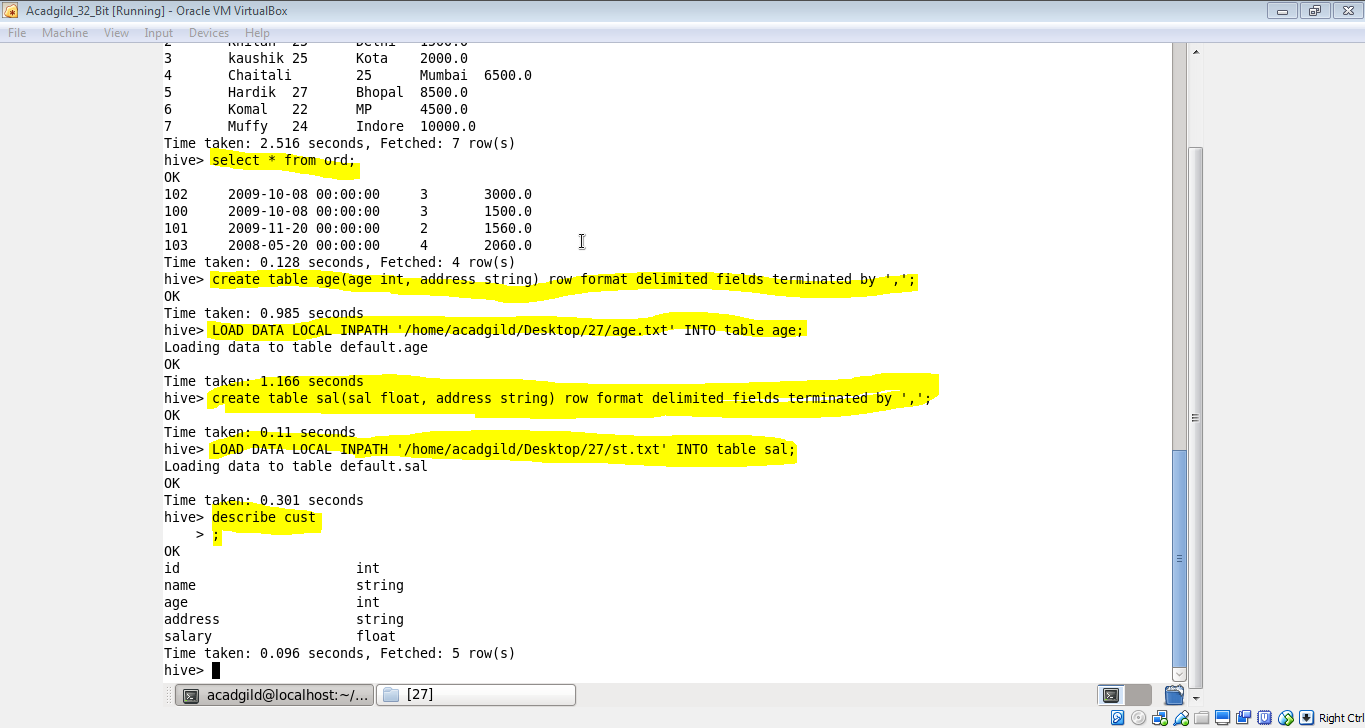 Acadgild_32_Bit [Running] - Oracle VM VirtualBox
File Machine View Input Devices Help
2 Khilan 25 Delhi 1500.0
3 kaushik 25 Kota 2000.0
4 Chaitali 25 Mumbai 6500.0
5 Hardik 27 Bhopal 8500.0
6 Komal 22 MP 4500.0
7 Muffy 24 Indore 10000.0
Time taken: 2.516 seconds, Fetched: 7 row(s)
hive> select * from ord;
OK
102 2009-10-08 00:00:00 3 3000.0
100 2009-10-08 00:00:00 3 1500.0
101 2009-11-20 00:00:00 2 1560.0
103 2008-05-20 00:00:00 4 2060.0
Time taken: 0.128 seconds, Fetched: 4 row(s)
hive> create table age(age int, address string) row format delimited fields terminated by ',';
OK
Time taken: 0.985 seconds
hive> LOAD DATA LOCAL INPATH '/home/acadgild/Desktop/27/age.txt' INTO table age;
Loading data to table default.age
OK
Time taken: 1.166 seconds
hive> create table sal(sal float, address string) row format delimited fields terminated by ',';
OK
Time taken: 0.11 seconds
hive> LOAD DATA LOCAL INPATH '/home/acadgild/Desktop/27/st.txt' INTO table sal;
Loading data to table default.sal
OK
Time taken: 0.301 seconds
hive> describe cust
> ;
OK
id int
name string
age int
address string
salary float
Time taken: 0.096 seconds, Fetched: 5 row(s)
hive>
acadgild@localhost:~/... [27]
Right Ctrl